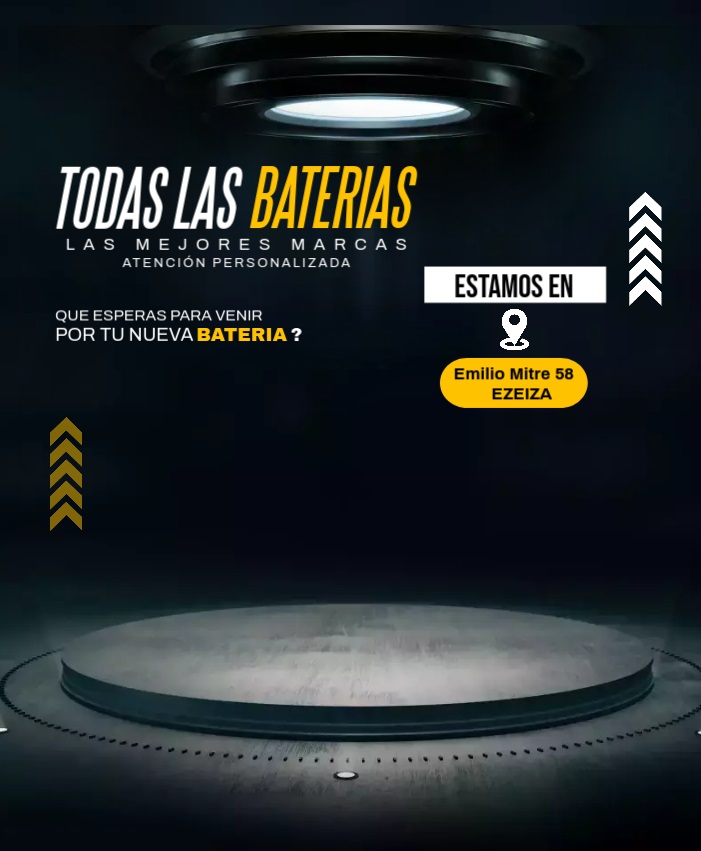 TODAS LAS BATERIAS
LAS MEJORES MARCAS
ATENCIÓN PERSONALIZADA
QUE ESPERAS PARA VENIR
POR TU NUEVA BATERIA ?
ESTAMOS EN
Emilio Mitre 58
EZEIZA